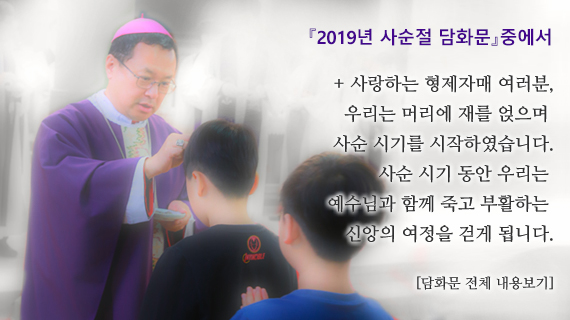 『2019년 사순절 담화문』중에서
+ 사랑하는 형제자매 여러분,
우리는 머리에 재를 얹으며
사순 시기를 시작하였습니다.
사순 시기 동안 우리는
예수님과 함께 죽고 부활하는
신앙의 여정을 걷게 됩니다.
[담화문 전체 내용보기]